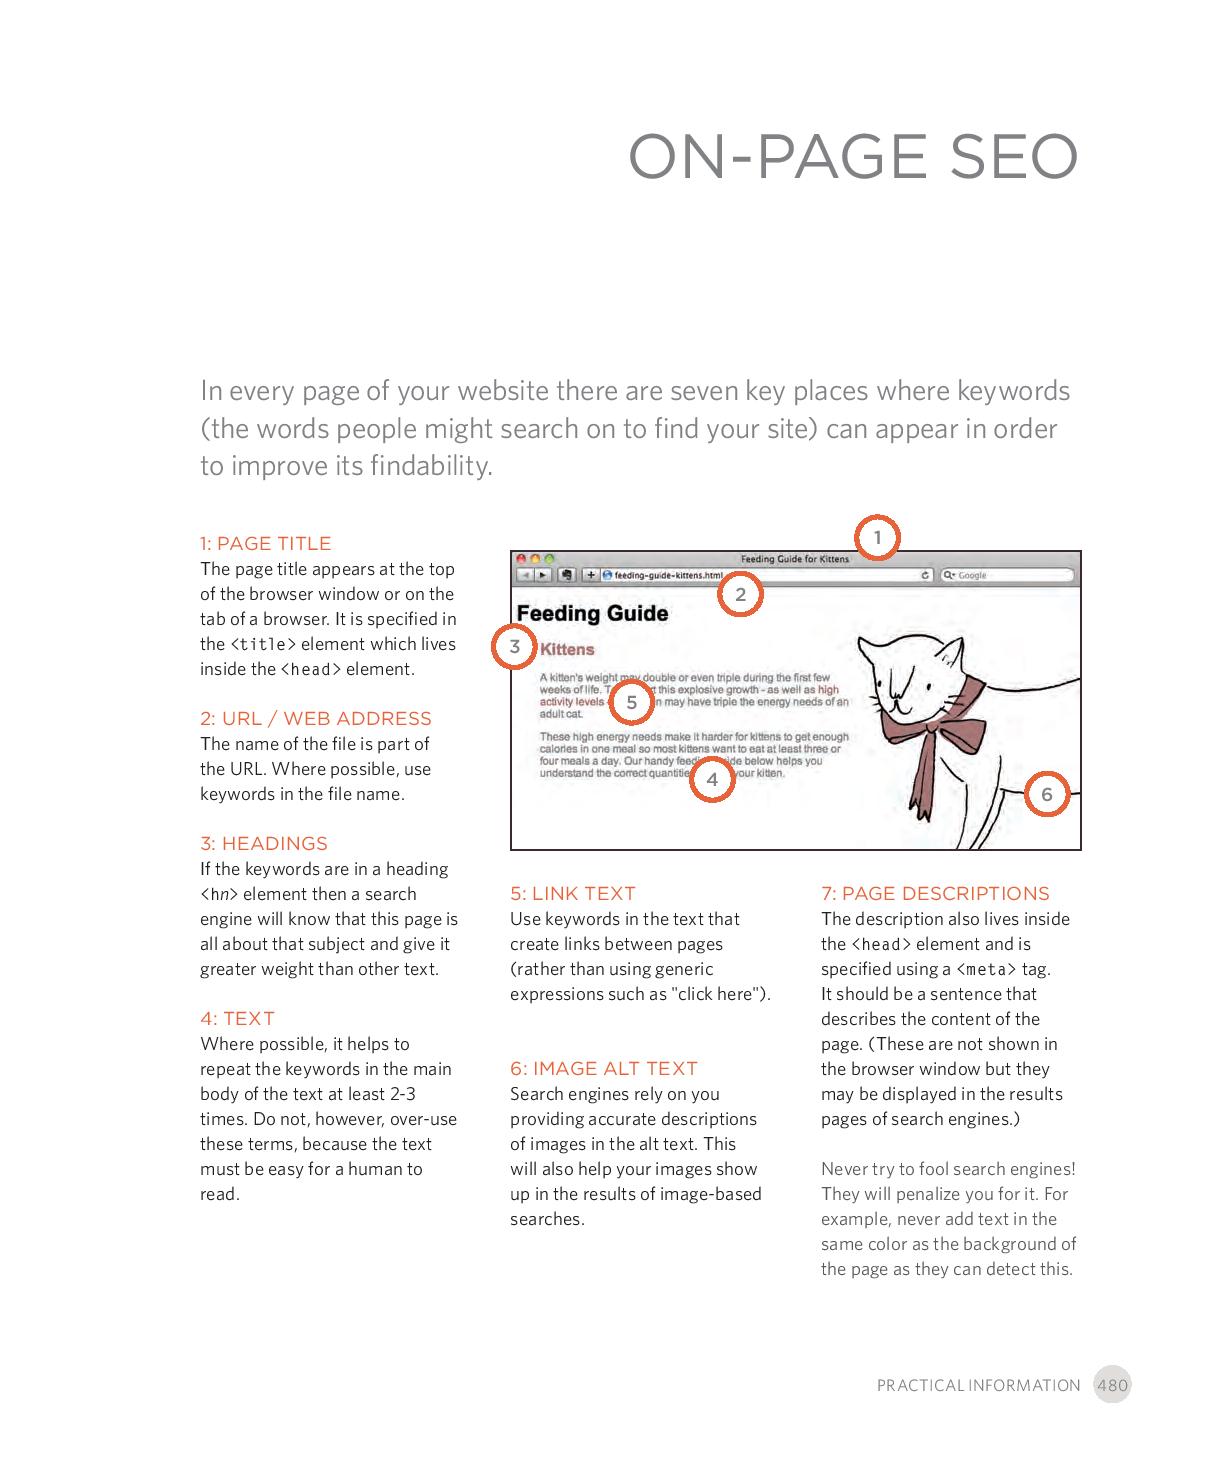 ON-PAGE SEO
In every page of your website there are seven key places where keywords
(the words people might search on to find your site) can appear in order
to improve its findability.
1: PAGE TITLE
The page title appears at the top
of the browser window or on the
tab of a browser. It is specified in
the <title> element which lives
inside the <head> element.
2: URL / WEB ADDRESS
The name of the file is part of
the URL. Where possible, use
keywords in the file name.
3: HEADINGS
If the keywords are in a heading
<hn> element then a search
engine will know that this page is
all about that subject and give it
greater weight than other text.
4: TEXT
Where possible, it helps to
repeat the keywords in the main
body of the text at least 2-3
times. Do not, however, over-use
these terms, because the text
must be easy for a human to
read.
1
Feeding Guide for Kittens
feeding-guide-kittens.html
Google
2
Feeding Guide
3
Kittens
A kitten's weight may double or even triple during the first few
weeks of life. this explosive growth - as well as high
activity levels may have triple the energy needs of an
adult cat.
5
These high energy needs make it harder for kittens to get enough
calories in one meal so most kittens want to eat at least three or
four meals a day. Our handy below helps you
understand the correct your kitten.
4
6
5: LINK TEXT
Use keywords in the text that
create links between pages
(rather than using generic
expressions such as "click here").
6: IMAGE ALT TEXT
Search engines rely on you
providing accurate descriptions
of images in the alt text. This
will also help your images show
up in the results of image-based
searches.
7: PAGE DESCRIPTIONS
The description also lives inside
the <head> element and is
specified using a <meta> tag.
It should be a sentence that
describes the content of the
page. (These are not shown in
the browser window but they
may be displayed in the results
pages of search engines.)
Never try to fool search engines!
They will penalize you for it. For
example, never add text in the
same color as the background of
the page as they can detect this.
PRACTICAL INFORMATION 480